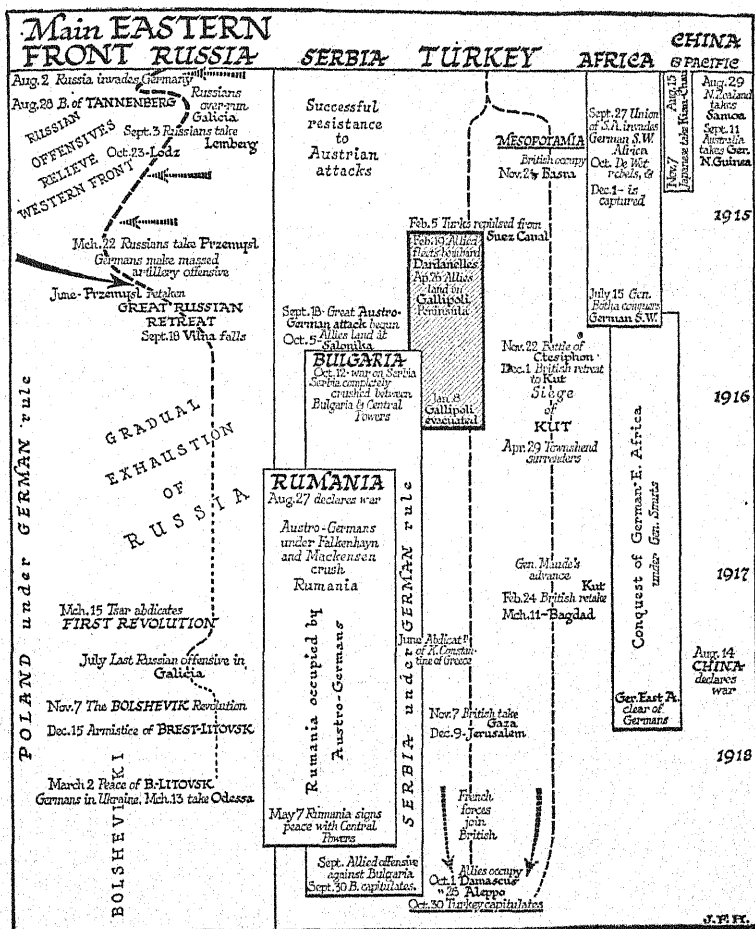 Main EASTERN
FRONT RUSSIA
Aug. 2 Russia invades Germany
Aug. 28 B. of TANNENBERG
Russians
over-run
Galicia
RUSSIAN
OFFENSIVES
RELIEVE
WESTERN FRONT
Sept. 3 Russians take
Lemberg
Oct. 23 - Lodz
Mch. 22 Russians take Przemysl
Germans make massed
artillery offensive
June - Przemysl retaken
GREAT RUSSIAN
RETREAT
Sept. 18 Vilna falls
POLAND under GERMAN rule
GRADUAL
EXHAUSTION
OF
RUSSIA
Mch. 15 Tsar abdicates
FIRST REVOLUTION
July Last Russian offensive in
Galicia
Nov. 7 The BOLSHEVIK Revolution
Dec. 15 Armistice of BREST-LITOVSK
BOLSHEVIKI
March 2 Peace of B.-LITOVSK
Germans in Ukraine, Mch. 13 take Odessa
SERBIA
Successful
resistance
to
Austrian
attacks
Sept. 18 - Great Austro-
German attack begun
Oct. 5 - Allies land at
Salonika
BULGARIA
Oct. 12 - war on Serbia
Serbia completely
crushed between
Bulgaria & Central
Powers
RUMANIA
Aug. 27 declares war
Austro-Germans
under Falkenhayn
and Mackensen
crush
Rumania
Rumania occupied by
Austro-Germans
May 7 Rumania signs
peace with Central
Powers
SERBIA under GERMAN rule
Sept. Allied offensive
against Bulgaria
Sept. 30 B. capitulates.
TURKEY
MESOPOTAMIA
British occupy
Basra
Feb. 5 Turks repulsed from
Suez Canal
Feb. 19 Allied
fleets bombard
Dardanelles
Ap. 25 Allies
land on
Gallipoli
Peninsula
Jan. 8
Gallipoli
evacuated
Nov. 22 Battle of
Ctesiphon
Dec. 1 British retreat
to Kut
Siege
of
KUT
Apr. 29 Townshend
surrenders
Gen. Maude's
advance
Kut
Feb. 24 British retake
Mch. 11 - Bagdad
June Abdicatn
of K. Constan-
tine of Greece
Nov. 7 British take
Gaza
Dec. 9 - Jerusalem
French
forces
join
British
Allies occupy
Oct. 1 Damascus
" 25 Aleppo
Oct. 30 Turkey capitulates
AFRICA
Sept. 27 Union
of S.A. invades
German S.W.
Africa
Oct. De Wet
rebels, &
Dec. 1 - is
captured
July 15 Gen.
Botha conquers
German S.W.
Conquest of German E. Africa
under Gen. Smuts
Ger. East A.
clear of
Germans
CHINA
& PACIFIC
Aug. 15
Nov. 7
Japanese take Kiau-Chau
Aug. 29
N. Zealand
takes
Samoa
Sept. 11
Australia
takes Ger.
N. Guinea
1915
1916
1917
Aug. 14
CHINA
declares
war
1918
J.F.H.